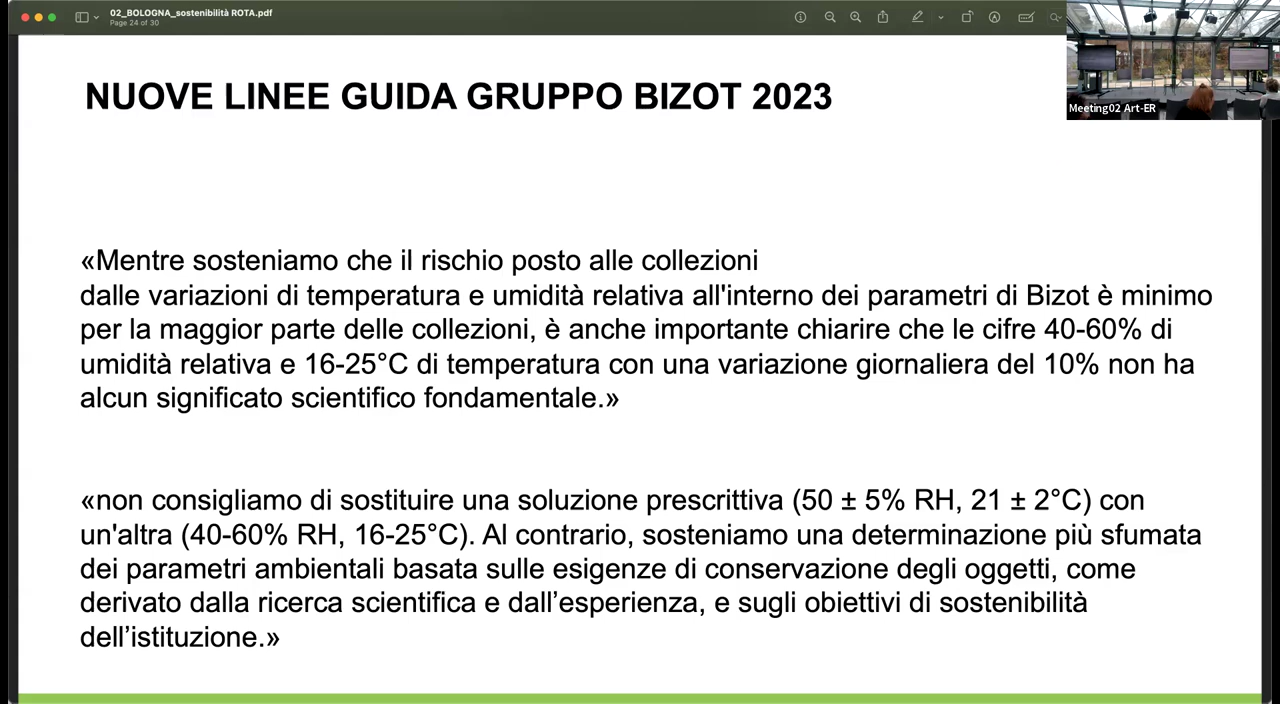 02_BOLOGNA_sostenibilità ROTA.pdf
Page 24 of 30
Meeting02 Art-ER
NUOVE LINEE GUIDA GRUPPO BIZOT 2023
«Mentre sosteniamo che il rischio posto alle collezioni
dalle variazioni di temperatura e umidità relativa all'interno dei parametri di Bizot è minimo
per la maggior parte delle collezioni, è anche importante chiarire che le cifre 40-60% di
umidità relativa e 16-25°C di temperatura con una variazione giornaliera del 10% non ha
alcun significato scientifico fondamentale.»
«non consigliamo di sostituire una soluzione prescrittiva (50 ± 5% RH, 21 ± 2°C) con
un'altra (40-60% RH, 16-25°C). Al contrario, sosteniamo una determinazione più sfumata
dei parametri ambientali basata sulle esigenze di conservazione degli oggetti, come
derivato dalla ricerca scientifica e dall’esperienza, e sugli obiettivi di sostenibilità
dell’istituzione.»